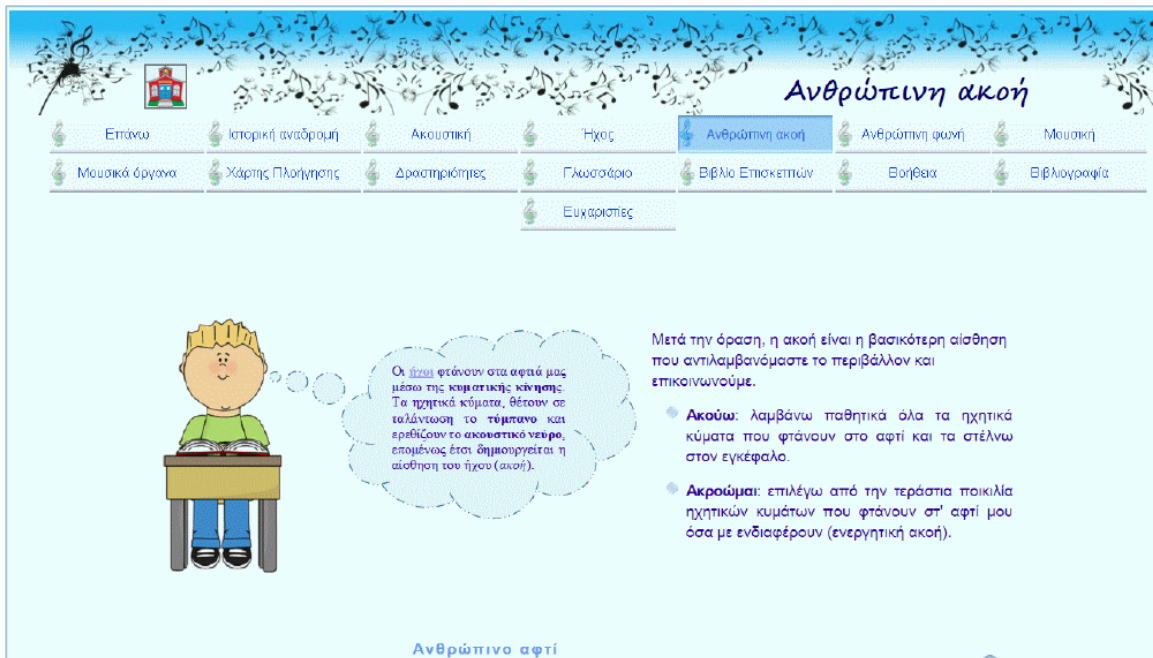 Ανθρώπινη ακοή
Επάνω Ιστορική αναδρομή Ακουστική Ήχος Ανθρώπινη ακοή Ανθρώπινη φωνή Μουσική
Μουσικά όργανα Χάρτης Πλοήγησης Δραστηριότητες Γλωσσάριο Βιβλίο Επισκεπτών Βοήθεια Βιβλιογραφία
Ευχαριστίες
Οι ήχοι φτάνουν στα αφτιά μας
μέσω της κυματικής κίνησης.
Τα ηχητικά κύματα, θέτουν σε
ταλάντωση το τύμπανο και
ερεθίζουν το ακουστικό νεύρο,
επομένως έτσι δημιουργείται η
αίσθηση του ήχου (ακοή).
Μετά την όραση, η ακοή είναι η βασικότερη αίσθηση
που αντιλαμβανόμαστε το περιβάλλον και
επικοινωνούμε.
Ακούω: λαμβάνω παθητικά όλα τα ηχητικά
κύματα που φτάνουν στο αφτί και τα στέλνω
στον εγκέφαλο.
Ακροώμαι: επιλέγω από την τεράστια ποικιλία
ηχητικών κυμάτων που φτάνουν στ' αφτί μου
όσα με ενδιαφέρουν (ενεργητική ακοή).
Ανθρώπινο αφτί